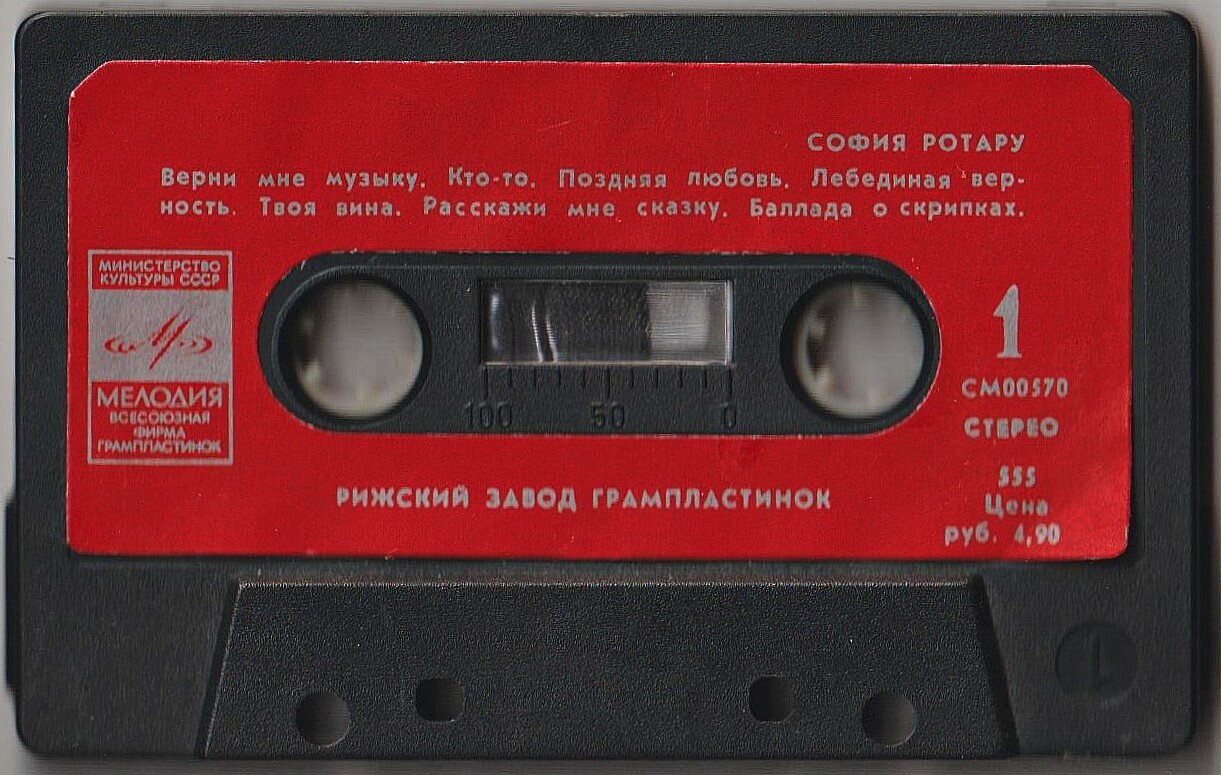 СОФИЯ РОТАРУ
Верни мне музыку. Кто-то. Поздняя любовь. Лебединая вер-
ность. Твоя вина. Расскажи мне сказку. Баллада о скрипках.
МИНИСТЕРСТВО
КУЛЬТУРЫ СССР
МЕЛОДИЯ
ВСЕСОЮЗНАЯ
ФИРМА
ГРАМПЛАСТИНОК
1
СМ00570
СТЕРЕО
100 50 0
555
Цена
руб. 4,90
РИЖСКИЙ ЗАВОД ГРАМПЛАСТИНОК
1